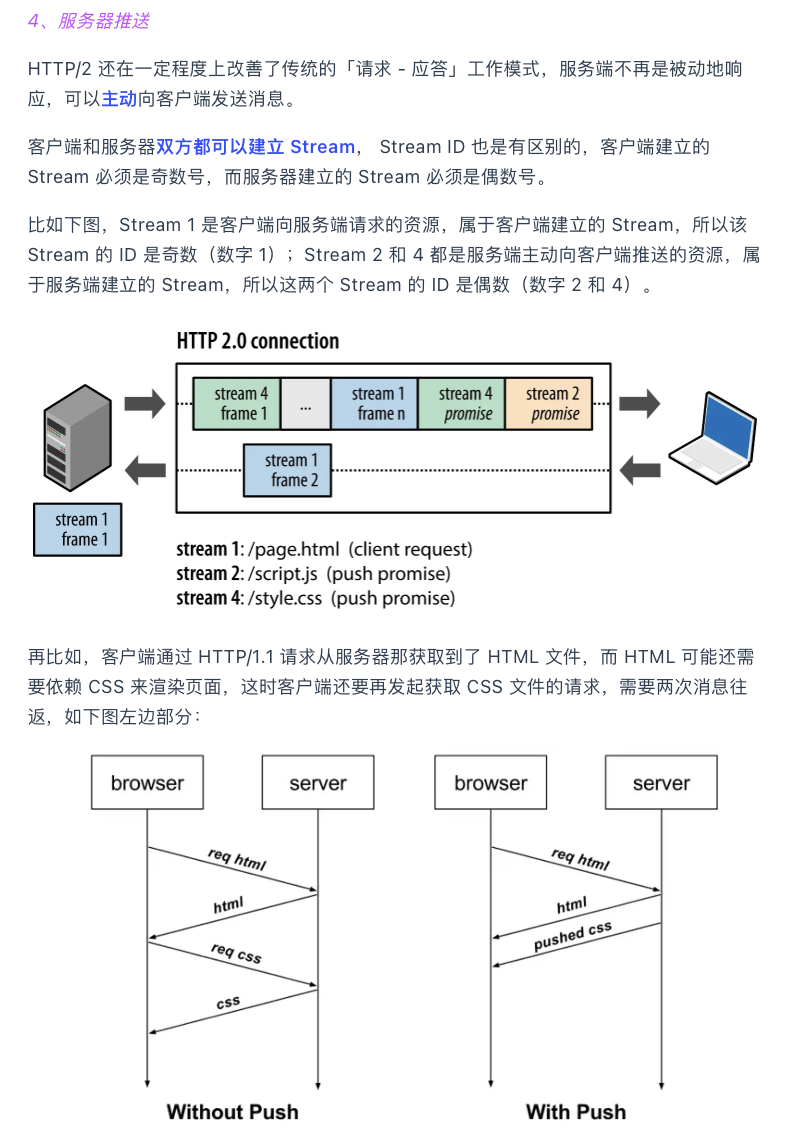 4、服务器推送
HTTP/2 还在一定程度上改善了传统的「请求 - 应答」工作模式，服务端不再是被动地响
应，可以主动向客户端发送消息。
客户端和服务器双方都可以建立 Stream， Stream ID 也是有区别的，客户端建立的
Stream 必须是奇数号，而服务器建立的 Stream 必须是偶数号。
比如下图，Stream 1 是客户端向服务端请求的资源，属于客户端建立的 Stream，所以该
Stream 的 ID 是奇数（数字 1）；Stream 2 和 4 都是服务端主动向客户端推送的资源，属
于服务端建立的 Stream，所以这两个 Stream 的 ID 是偶数（数字 2 和 4）。
HTTP 2.0 connection
stream 4
frame 1
...
stream 1
frame n
stream 4
promise
stream 2
promise
stream 1
frame 2
stream 1
frame 1
stream 1: /page.html (client request)
stream 2: /script.js (push promise)
stream 4: /style.css (push promise)
再比如，客户端通过 HTTP/1.1 请求从服务器那获取到了 HTML 文件，而 HTML 可能还需
要依赖 CSS 来渲染页面，这时客户端还要再发起获取 CSS 文件的请求，需要两次消息往
返，如下图左边部分：
browser
server
req html
html
req css
css
Without Push
browser
server
req html
html
pushed css
With Push